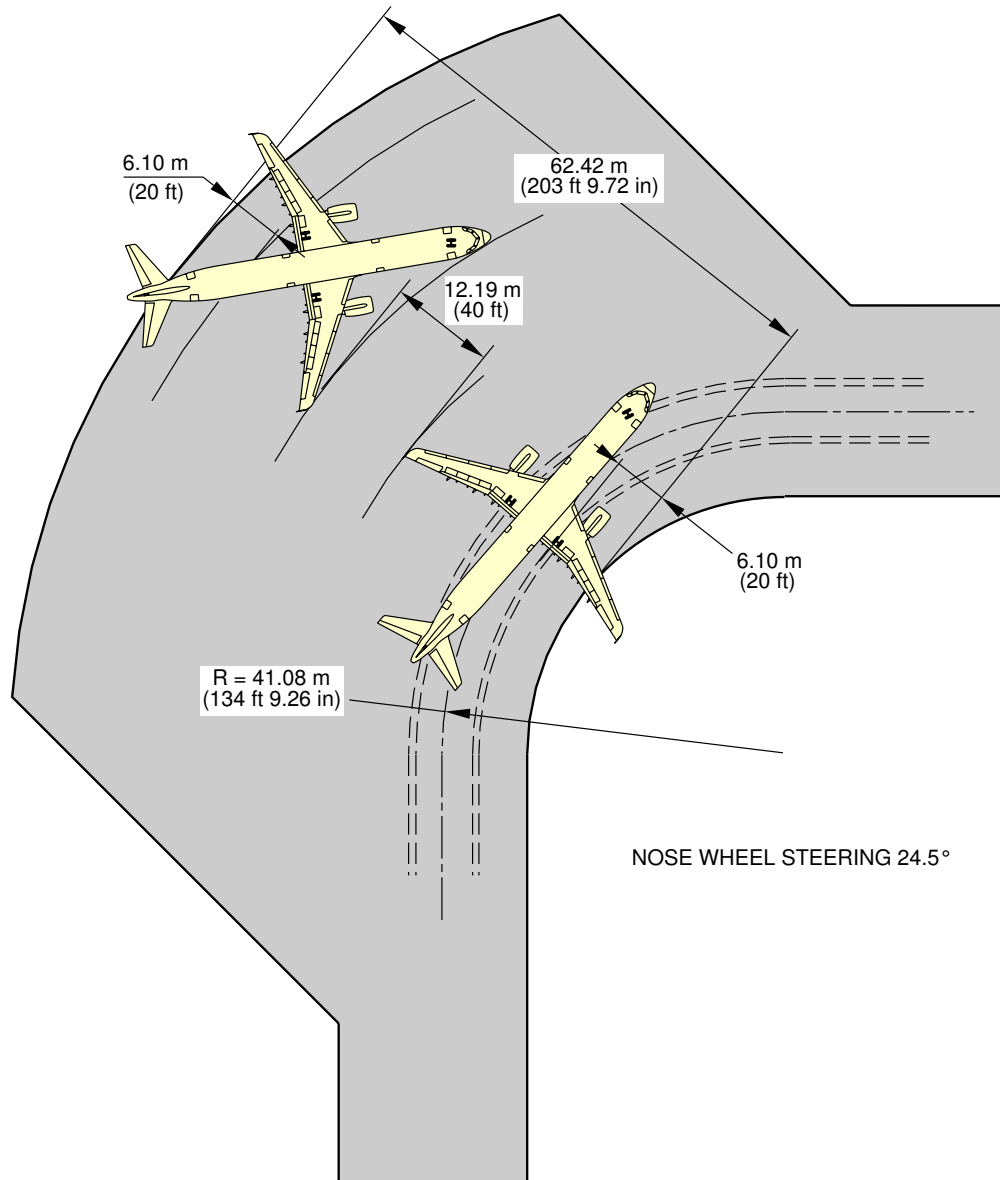 6.10 m
(20 ft)
62.42 m
(203 ft 9.72 in)
12.19 m
(40 ft)
6.10 m
(20 ft)
R = 41.08 m
(134 ft 9.26 in)
NOSE WHEEL STEERING 24.5°